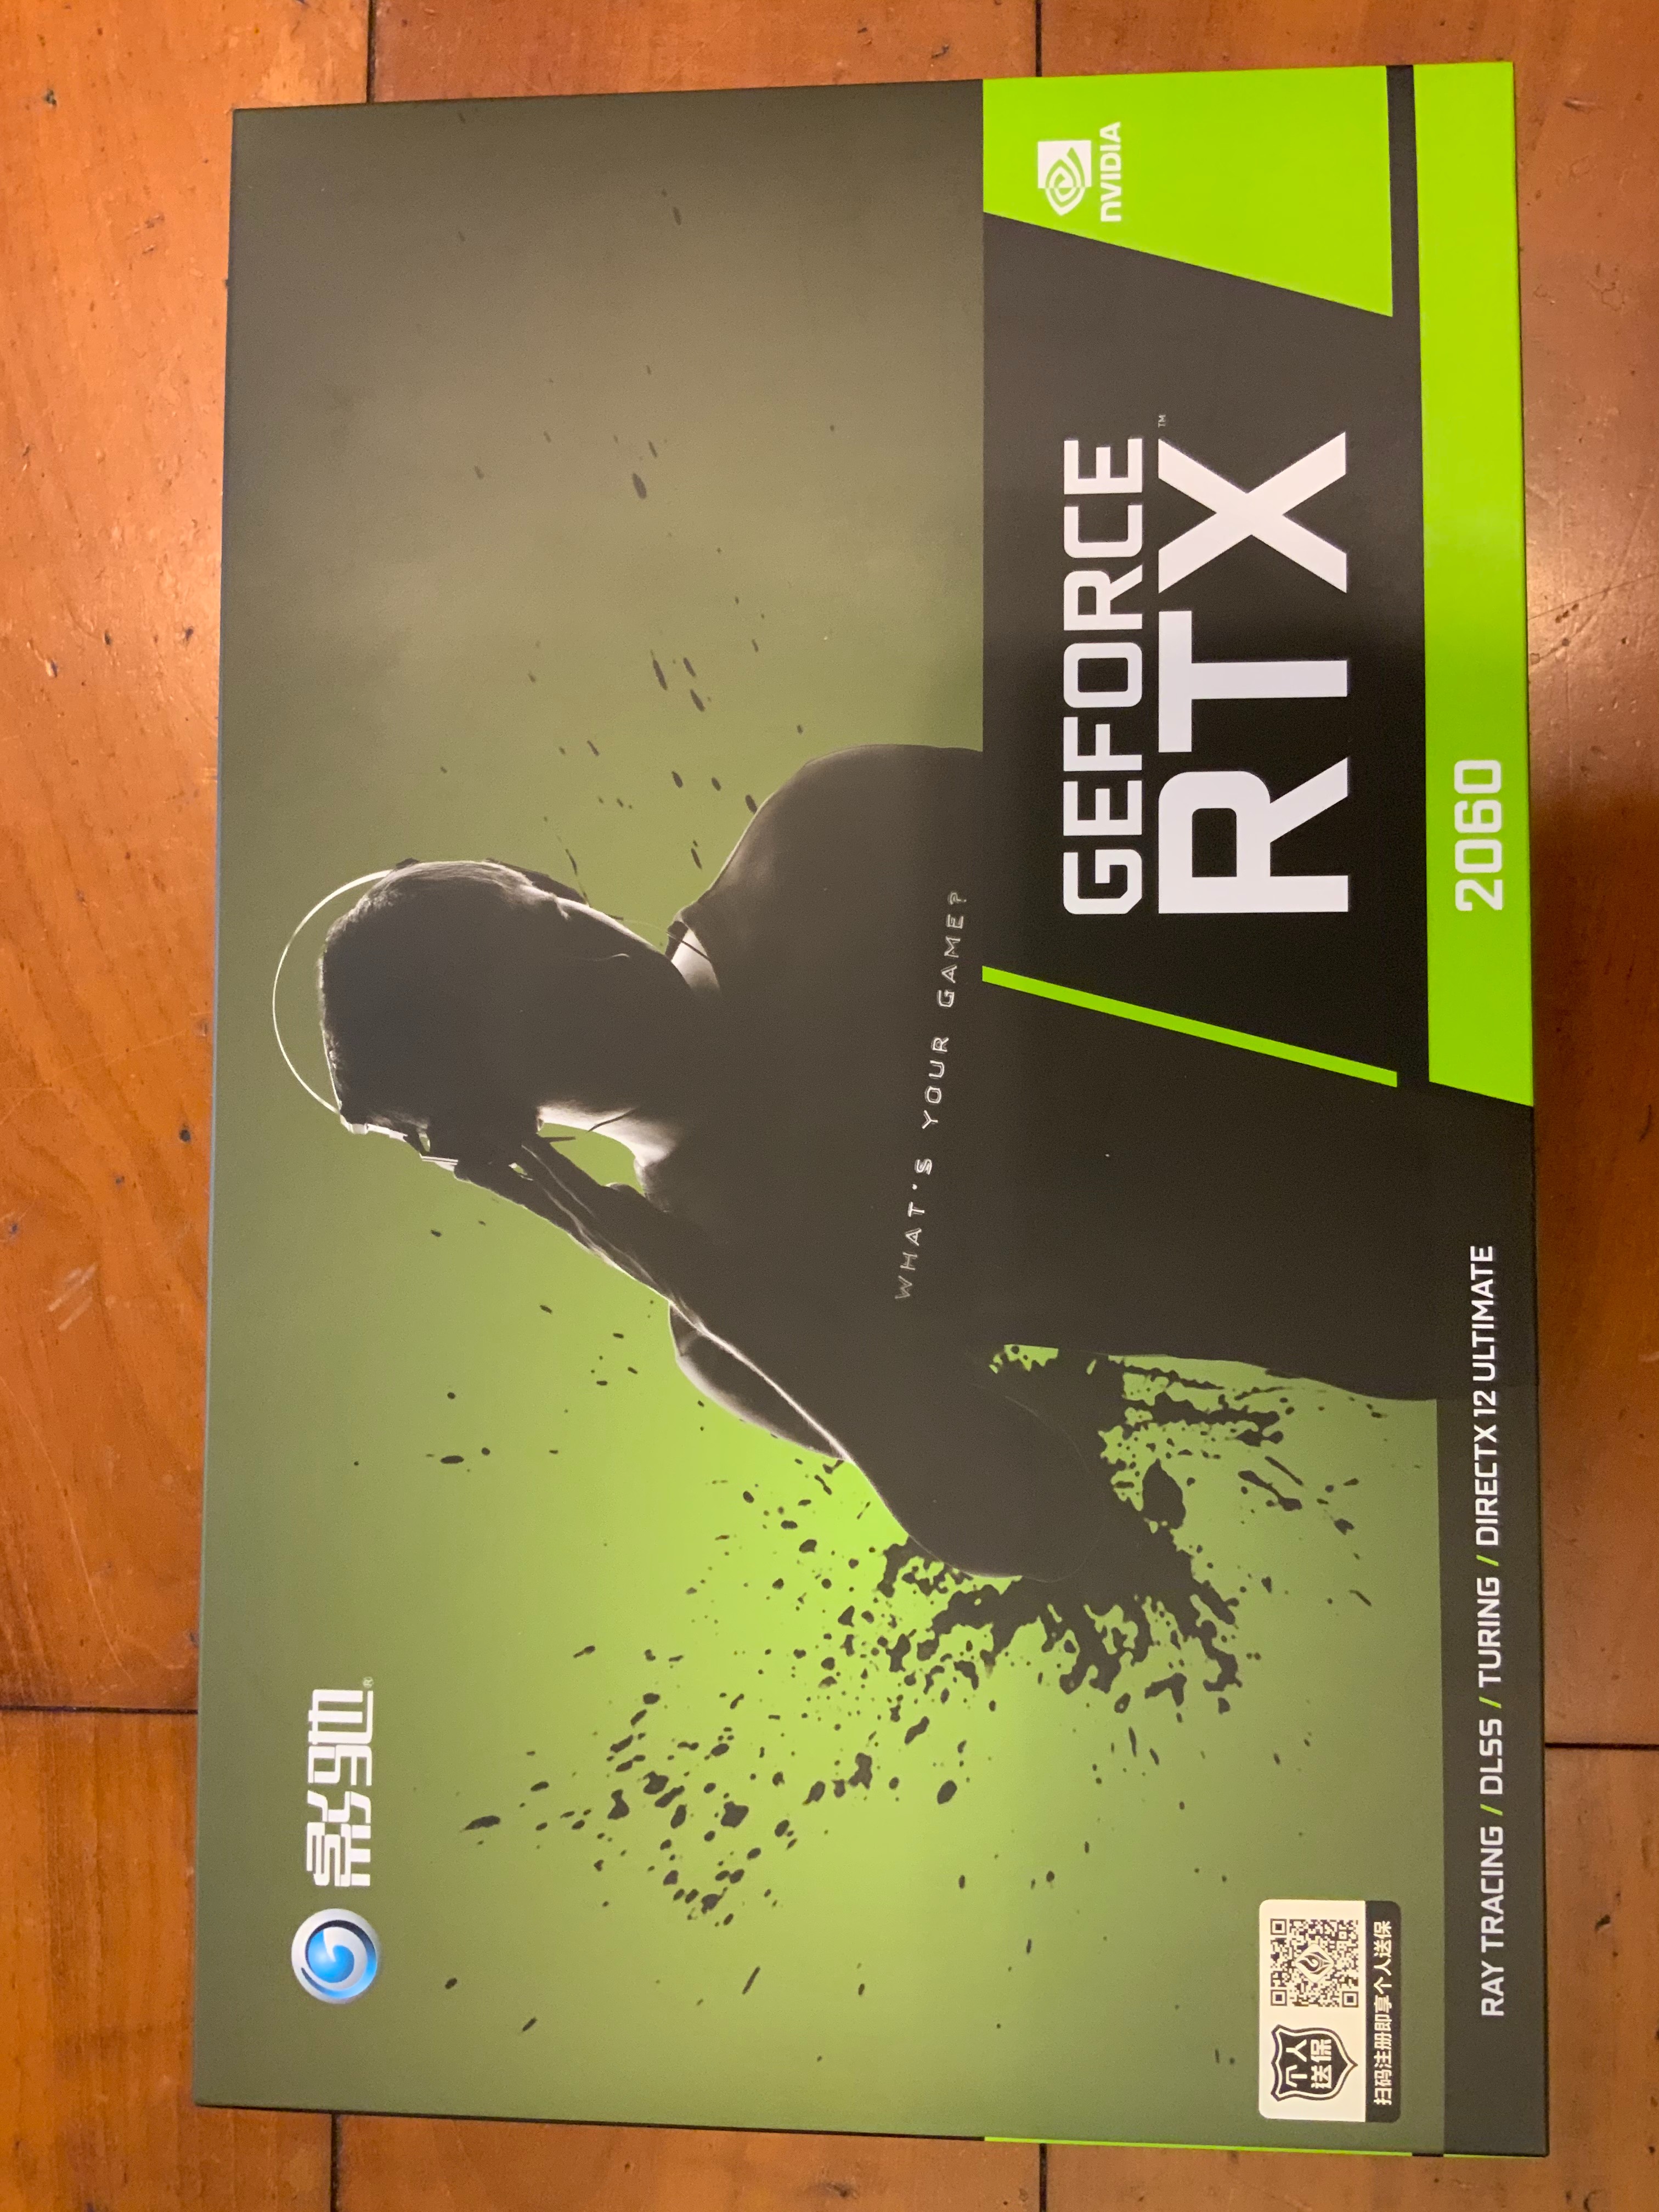 影驰®
WHAT'S YOUR GAME?
nVIDIA
GEFORCE
RTX™
2060
个人
送保
扫码注册即享个人送保
RAY TRACING / DLSS / TURING / DIRECTX 12 ULTIMATE